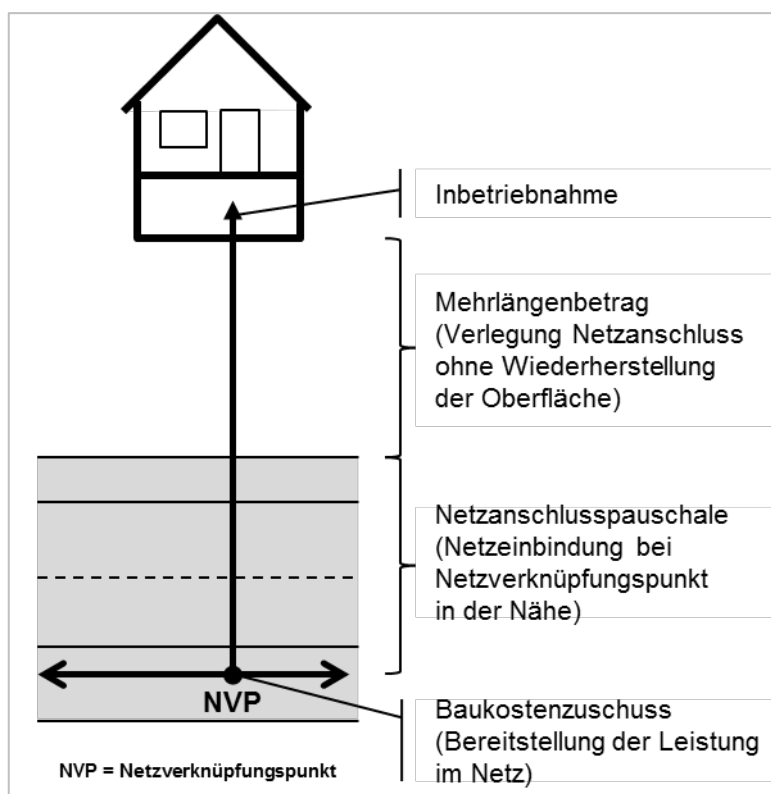 Inbetriebnahme
Mehrlängenbetrag
(Verlegung Netzanschluss
ohne Wiederherstellung
der Oberfläche)
Netzanschlusspauschale
(Netzeinbindung bei
Netzverknüpfungspunkt
in der Nähe)
NVP
Baukostenzuschuss
(Bereitstellung der Leistung
im Netz)
NVP = Netzverknüpfungspunkt